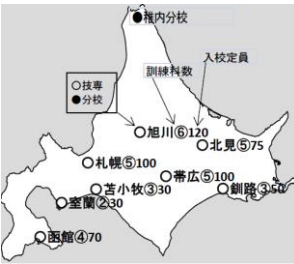 ●稚内分校
入校定員
訓練科数
○技専
●分校
○旭川⑥120
○北見⑤75
○札幌⑤100
○帯広⑤100
○苫小牧③30
○釧路③50
○室蘭②30
○函館④70